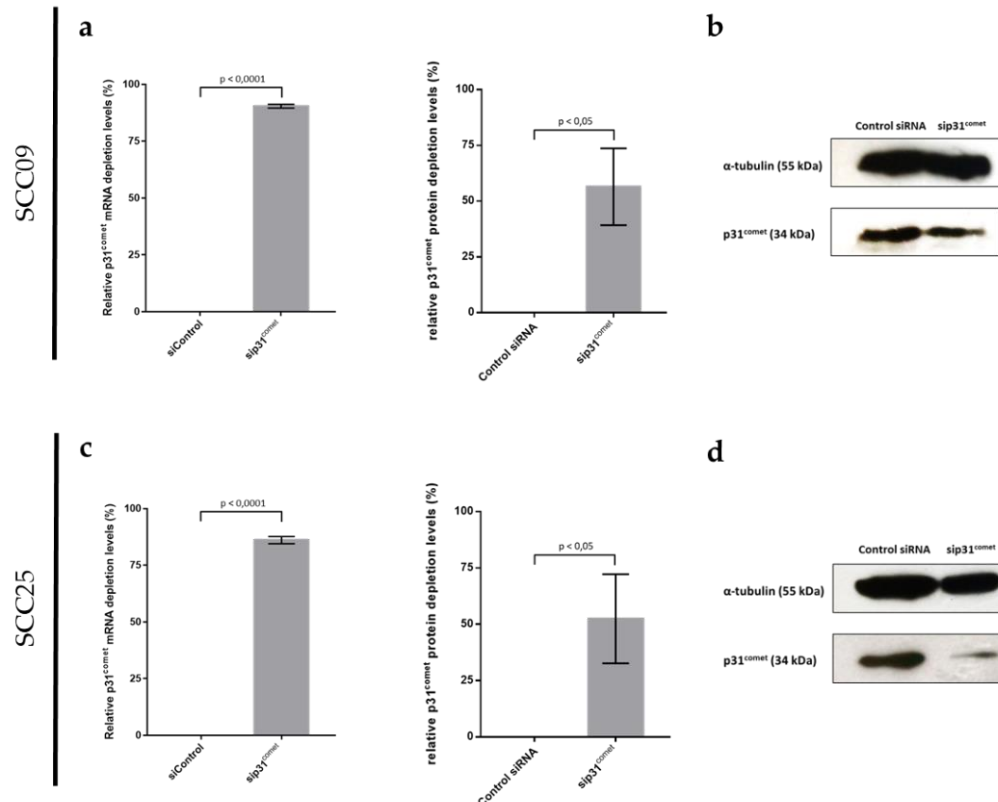 SCC09
a
Relative p31comet mRNA depletion levels (%)
100
75
50
25
0
p < 0,0001
siControl
sip31comet
relative p31comet protein depletion levels (%)
100
75
50
25
0
p < 0,05
Control siRNA
sip31comet
b
Control siRNA sip31comet
α-tubulin (55 kDa)
p31comet (34 kDa)
SCC25
c
Relative p31comet mRNA depletion levels (%)
100
75
50
25
0
p < 0,0001
siControl
sip31comet
relative p31comet protein depletion levels (%)
100
75
50
25
0
p < 0,05
Control siRNA
sip31comet
d
Control siRNA sip31comet
α-tubulin (55 kDa)
p31comet (34 kDa)